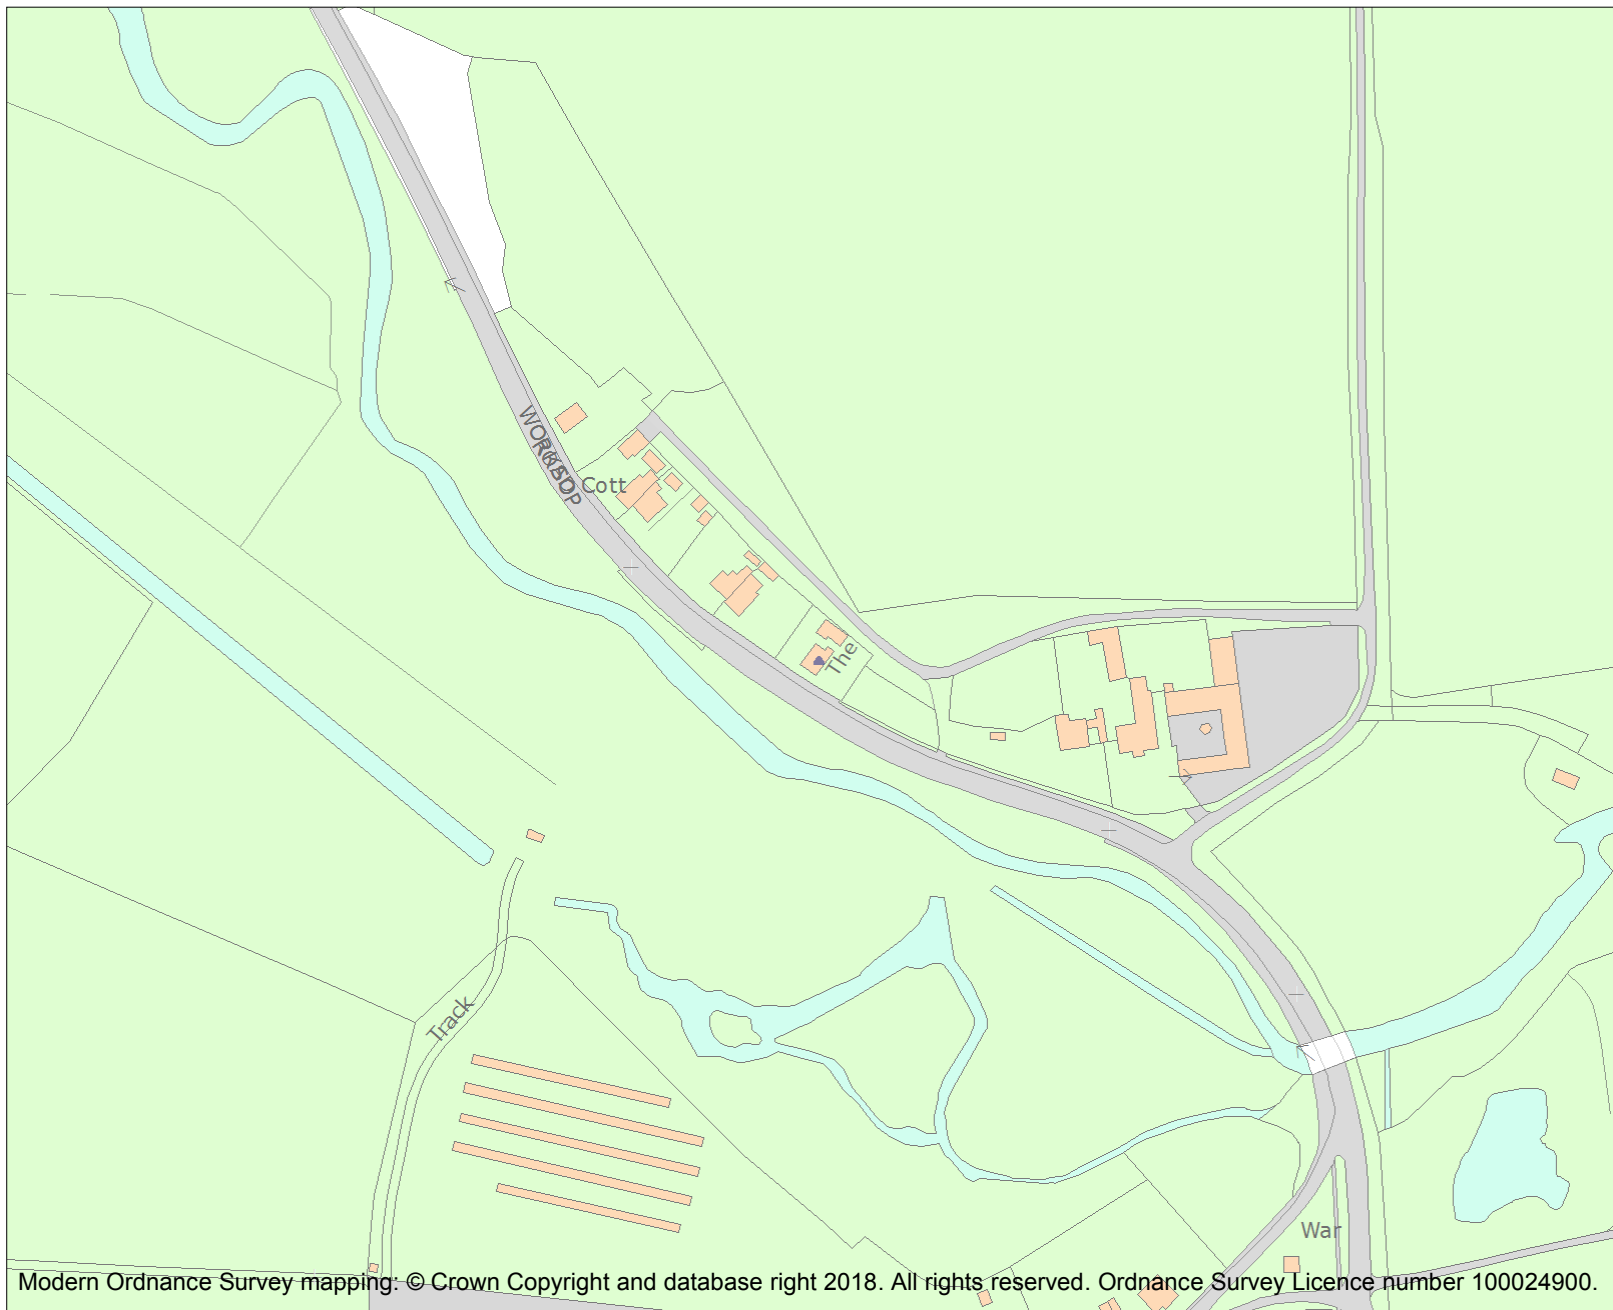 WORKSOP
ROAD
Cott
The
Track
War
Modern Ordnance Survey mapping: © Crown Copyright and database right 2018. All rights reserved. Ordnance Survey Licence number 100024900.